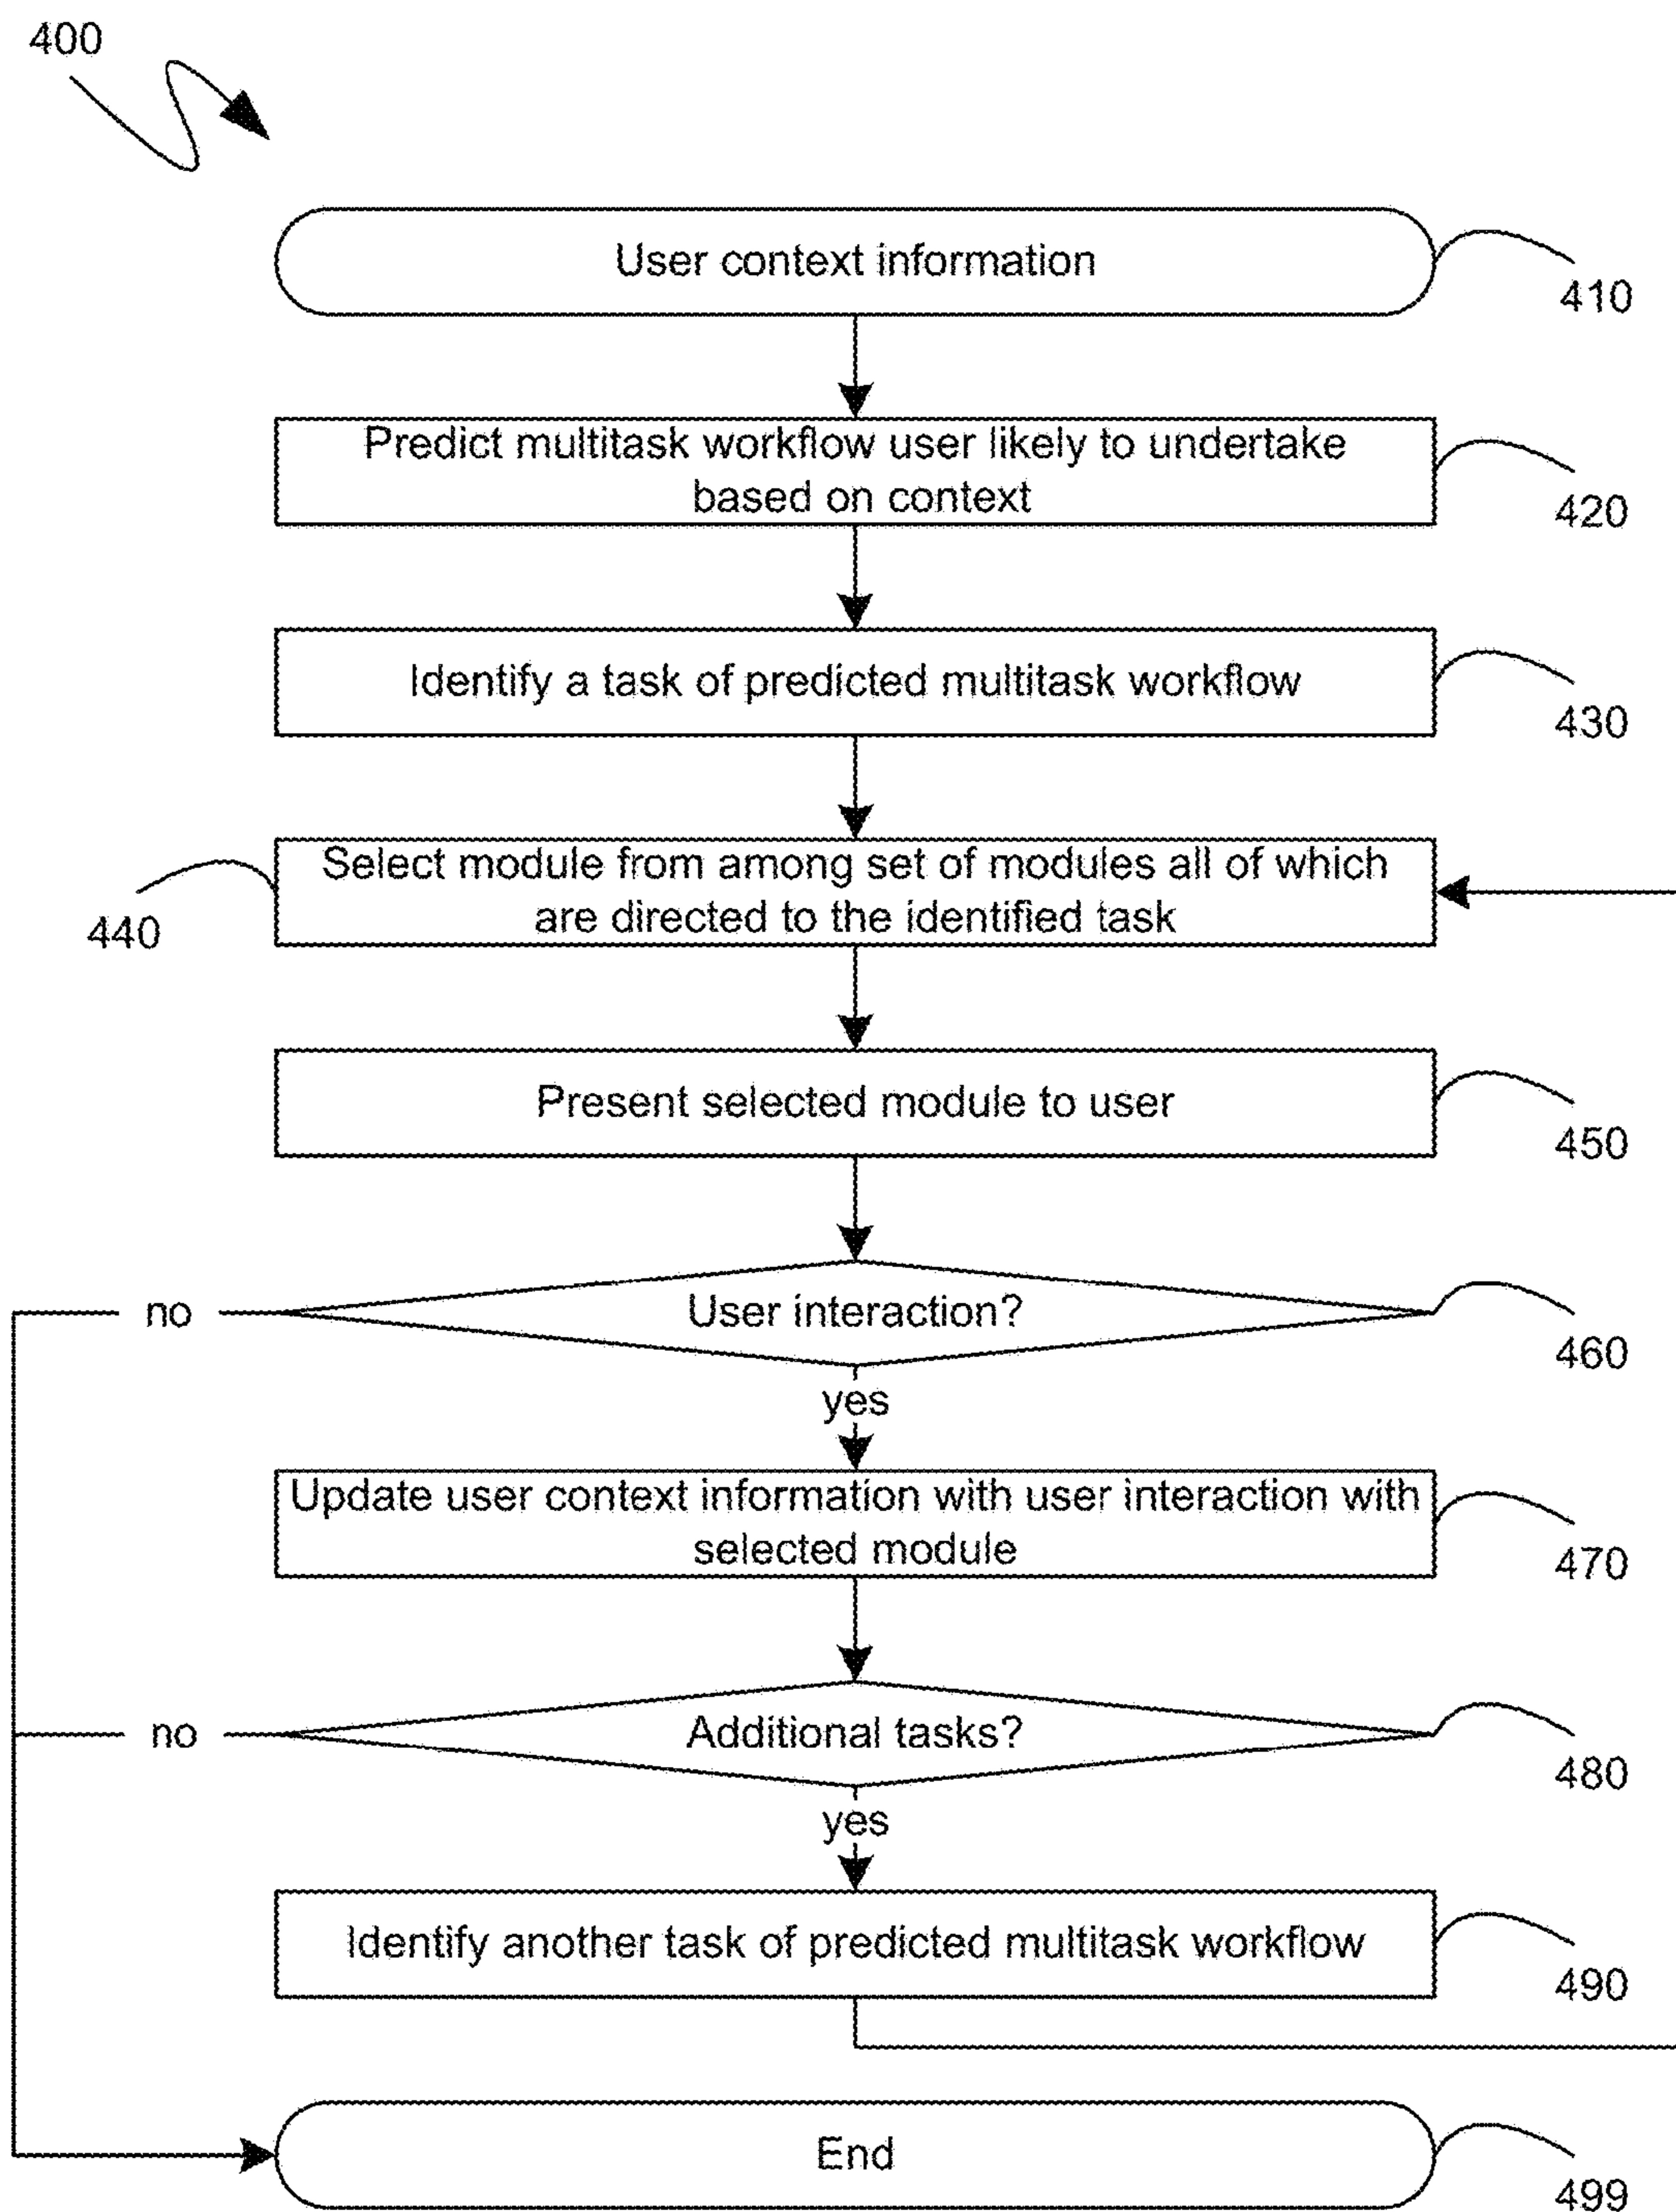 400
User context information
410
Predict multitask workflow user likely to undertake
based on context
420
Identify a task of predicted multitask workflow
430
Select module from among set of modules all of which
are directed to the identified task
440
Present selected module to user
450
User interaction?
no
460
yes
Update user context information with user interaction with
selected module
470
Additional tasks?
no
480
yes
Identify another task of predicted multitask workflow
490
End
499